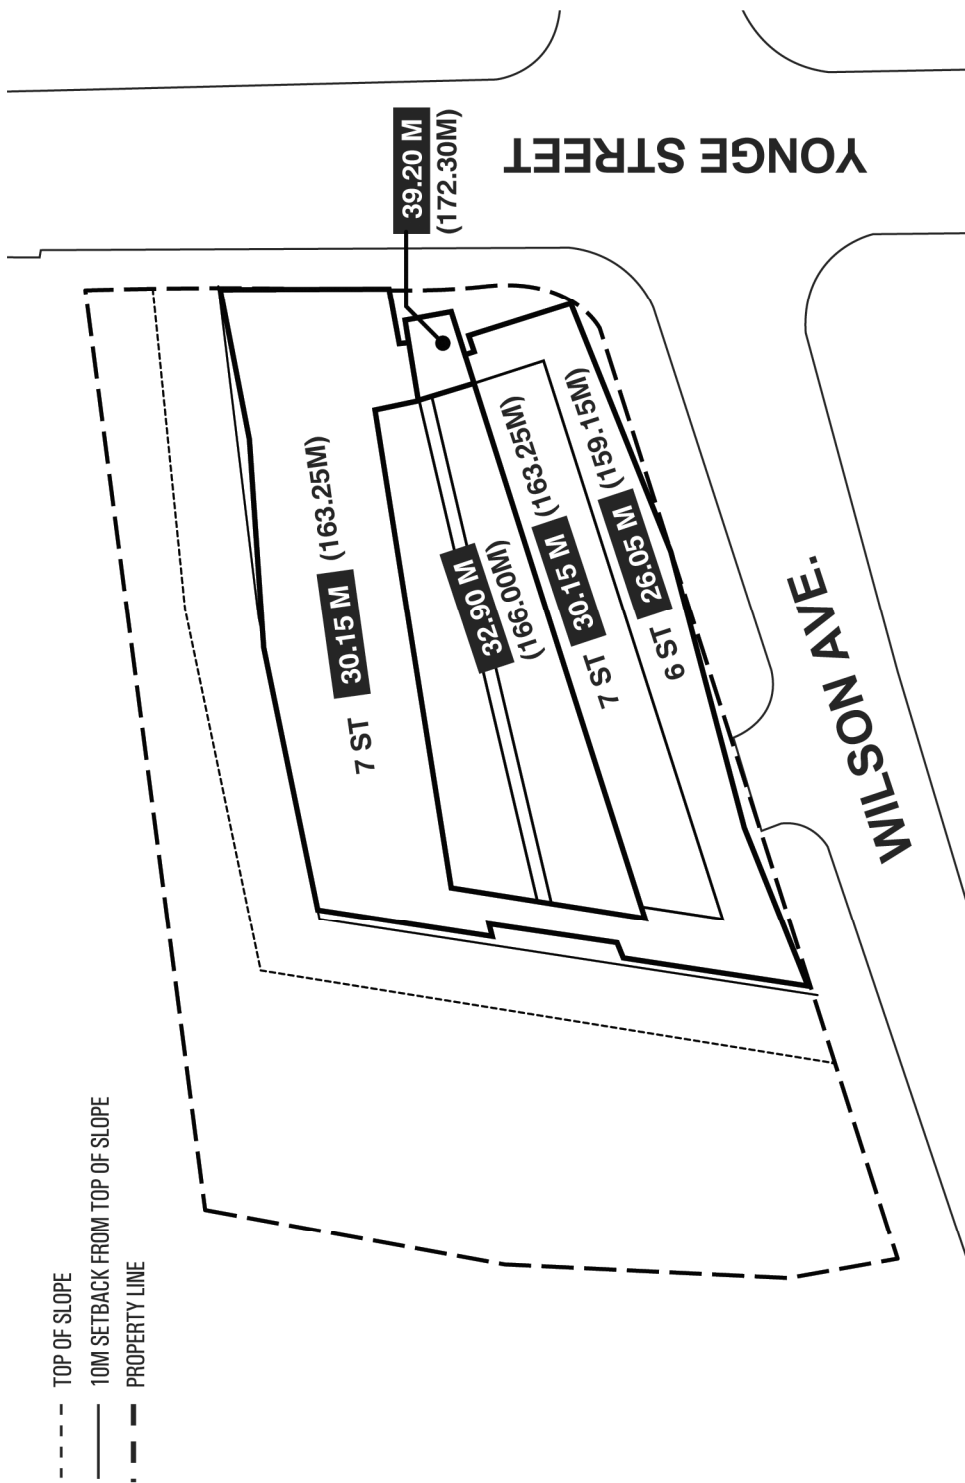 39.20 M
(172.30M)
YONGE STREET
7 ST 30.15 M (163.25M)
32.90 M
(166.00M)
7 ST 30.15 M (163.25M)
6 ST 26.05 M (159.15M)
WILSON AVE.
TOP OF SLOPE
10M SETBACK FROM TOP OF SLOPE
PROPERTY LINE